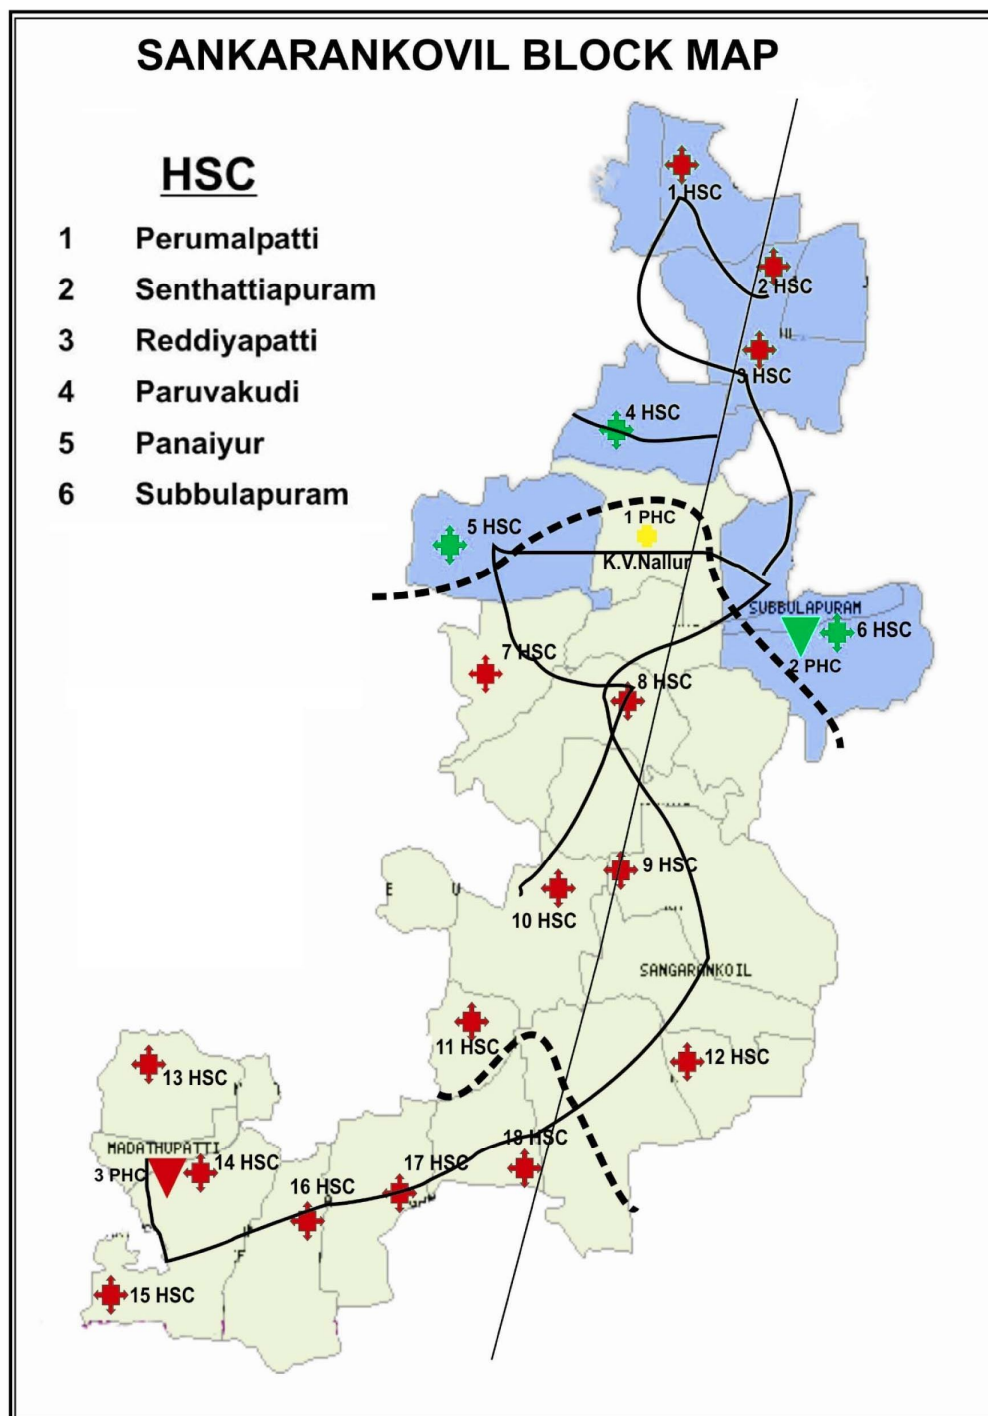 SANKARANKOVIL BLOCK MAP
HSC
1 Perumalpatti
2 Senthattiapuram
3 Reddiyapatti
4 Paruvakudi
5 Panaiyur
6 Subbulapuram
1 HSC
2 HSC
3 HSC
4 HSC
5 HSC
1 PHC
K.V.Nallur
SUBBULAPURAM
6 HSC
2 PHC
7 HSC
8 HSC
9 HSC
E U
10 HSC
SANGARANKOIL
11 HSC
12 HSC
13 HSC
MADATHUPATTI
3 PHC
14 HSC
18 HSC
17 HSC
16 HSC
15 HSC